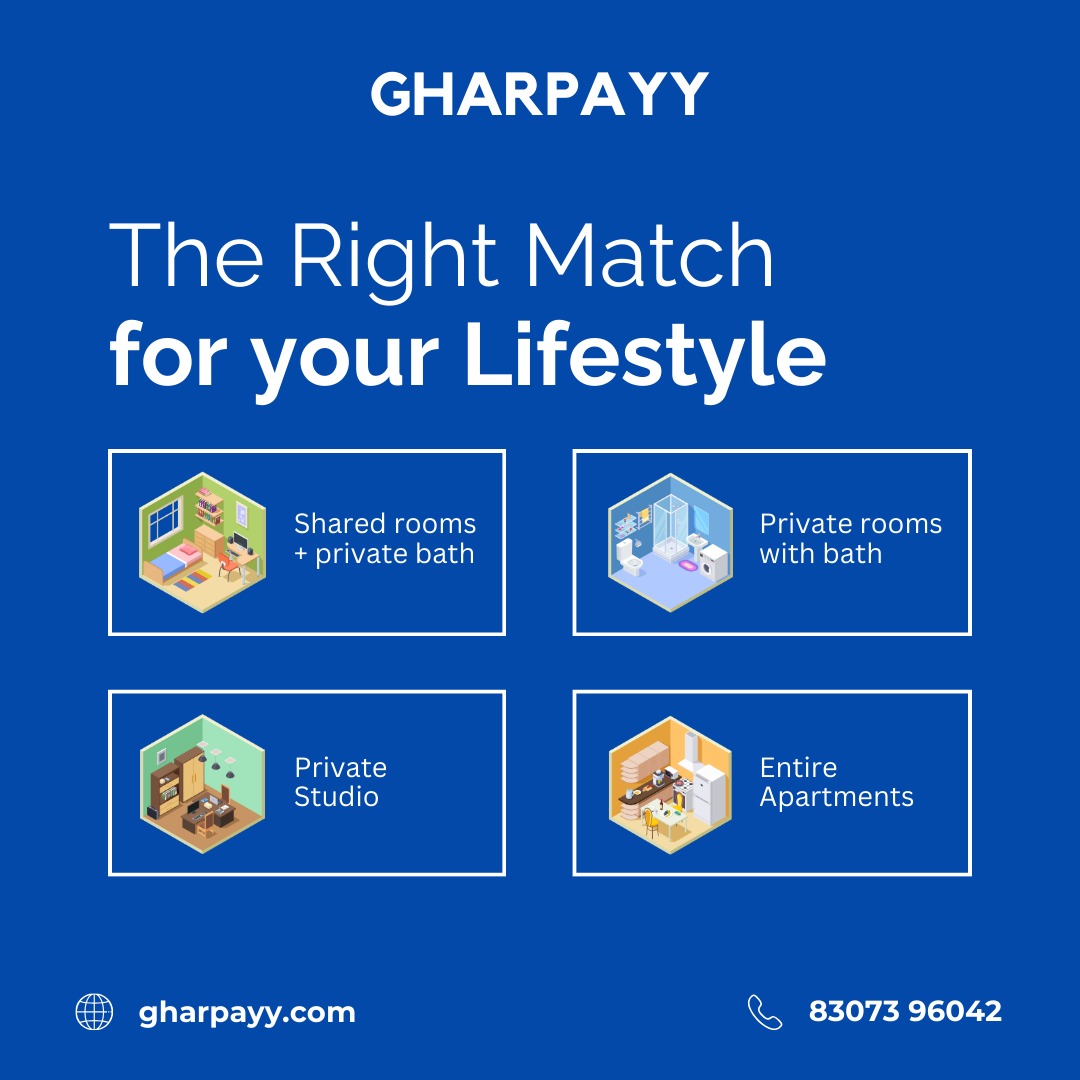 GHARPAYY
The Right Match
for your Lifestyle
Shared rooms
+ private bath
Private rooms
with bath
Private
Studio
Entire
Apartments
gharpayy.com
83073 96042